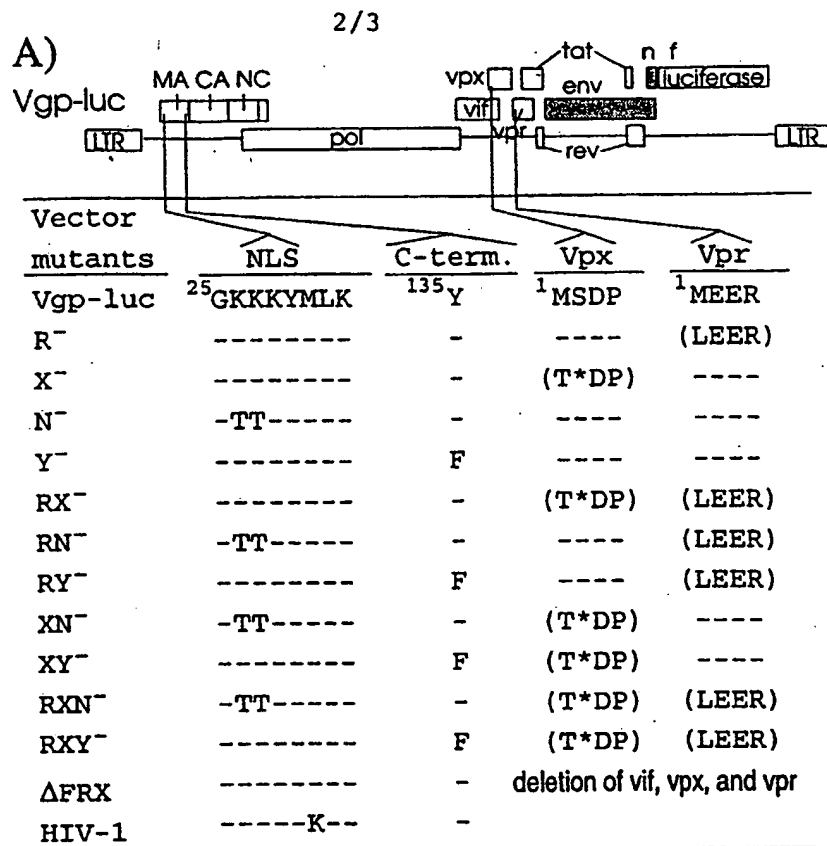 2/3
A)
tat n f
MA CA NC vpx env luciferase
Vgp-luc vif
vpr
LTR pol rev LTR
Vector
mutants NLS C-term. Vpx Vpr
Vgp-luc ²⁵GKKKYMLK ¹³⁵Y ¹MSDP ¹MEER
R⁻ -------- - ---- (LEER)
X⁻ -------- - (T*DP) ----
N⁻ -TT----- - ---- ----
Y⁻ -------- F ---- ----
RX⁻ -------- - (T*DP) (LEER)
RN⁻ -TT----- - ---- (LEER)
RY⁻ -------- F ---- (LEER)
XN⁻ -TT----- - (T*DP) ----
XY⁻ -------- F (T*DP) ----
RXN⁻ -TT----- - (T*DP) (LEER)
RXY⁻ -------- F (T*DP) (LEER)
ΔFRX -------- - deletion of vif, vpx, and vpr
HIV-1 -----K-- -